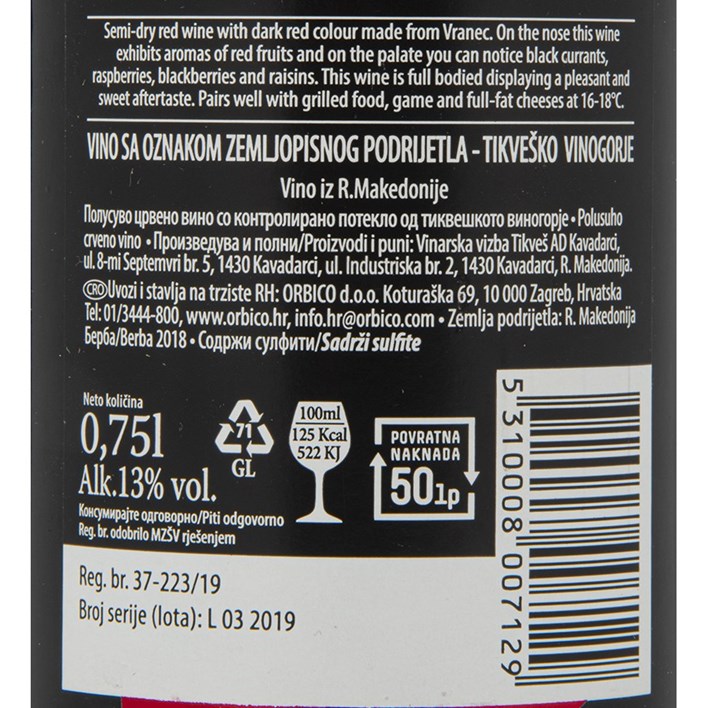 Semi-dry red wine with dark red colour made from Vranec. On the nose this wine
exhibits aromas of red fruits and on the palate you can notice black currants,
raspberries, blackberries and raisins. This wine is full bodied displaying a pleasant and
sweet aftertaste. Pairs well with grilled food, game and full-fat cheeses at 16-18°C.
VINO SA OZNAKOM ZEMLJOPISNOG PODRIJETLA - TIKVEŠKO VINOGORJE
Vino iz R.Makedonije
Полусуво црвено вино со контролирано потекло од тиквешкото виногорје • Polusuho
crveno vino • Произведува и полни/Proizvodi i puni: Vinarska vizba Tikveš AD Kavadarci,
ul. 8-mi Septemvri br. 5, 1430 Kavadarci, ul. Industriska br. 2, 1430 Kavadarci, R. Makedonija.
CRO Uvozi i stavlja na trziste RH: ORBICO d.o.o. Koturaška 69, 10 000 Zagreb, Hrvatska
Tel: 01/3444-800, www.orbico.hr, info.hr@orbico.com • Zemlja podrijetla: R. Makedonija
Берба/Berba 2018 • Содржи сулфити/Sadrži sulfite
Neto količina
0,75l
Alk.13% vol.
71
GL
100ml
125 Kcal
522 KJ
POVRATNA
NAKNADA
50lp
Консумирајте одговорно/Piti odgovorno
Reg. br. odobrilo MZŠV rješenjem
Reg. br. 37-223/19
Broj serije (lota): L 03 2019
5 310008 007129